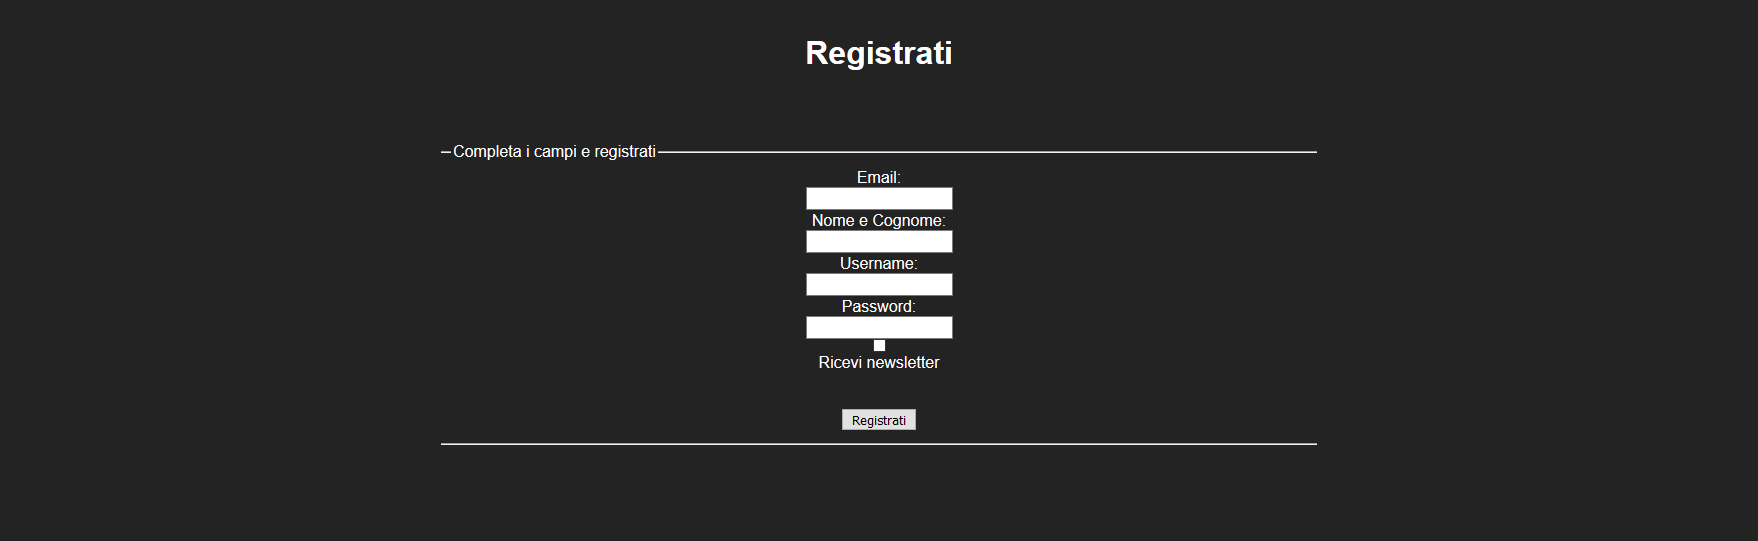 Registrati
Completa i campi e registrati
Email:
Nome e Cognome:
Username:
Password:
Ricevi newsletter
Registrati